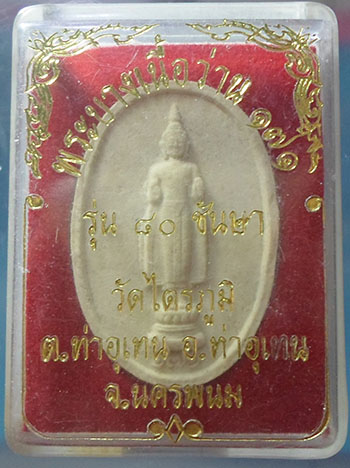 พระบางเนื้อว่าน ๑๗๑
รุ่น ๘๐ ชันษา
วัดไตรภูมิ
ต.ท่าอุเทน อ.ท่าอุเทน
จ.นครพนม